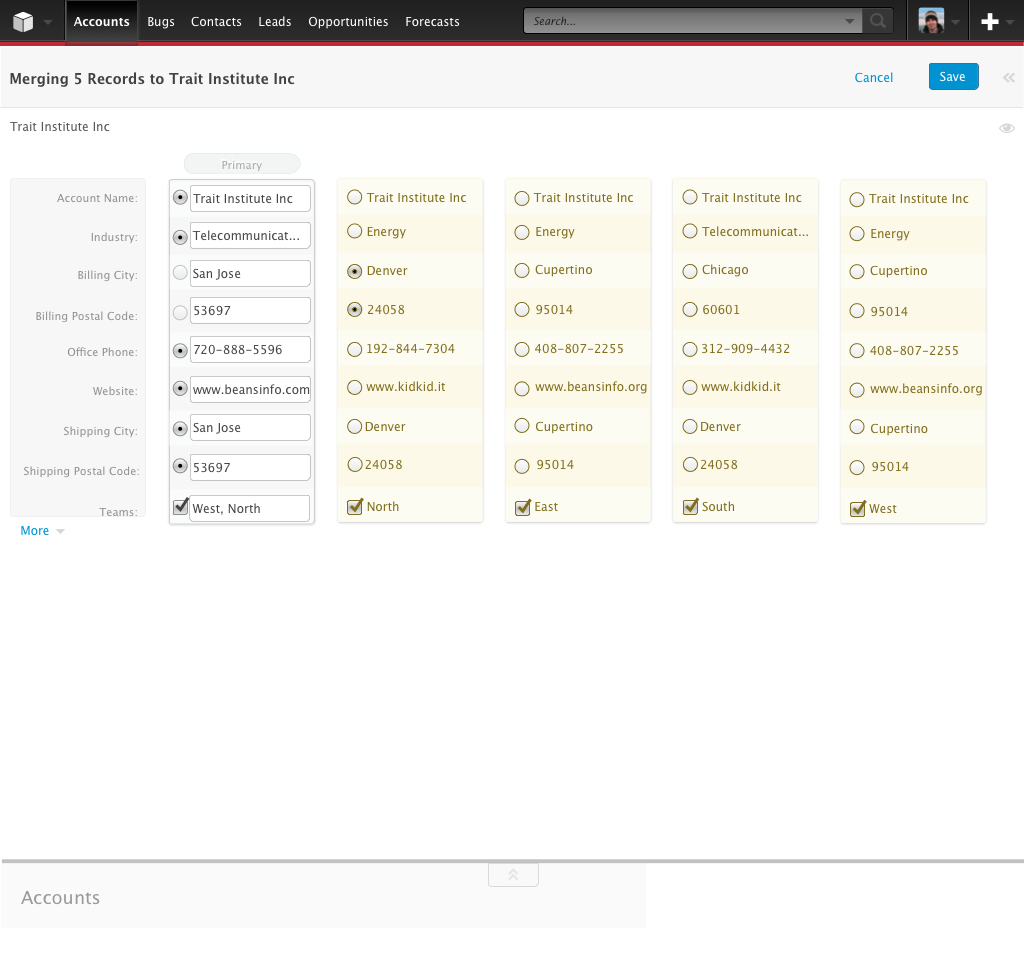 Accounts Bugs Contacts Leads Opportunities Forecasts Search...
Merging 5 Records to Trait Institute Inc Cancel Save
Trait Institute Inc
Primary
Account Name: Trait Institute Inc Trait Institute Inc Trait Institute Inc Trait Institute Inc Trait Institute Inc
Industry: Telecommunicat... Energy Energy Telecommunicat... Energy
Billing City: San Jose Denver Cupertino Chicago Cupertino
Billing Postal Code: 53697 24058 95014 60601 95014
Office Phone: 720-888-5596 192-844-7304 408-807-2255 312-909-4432 408-807-2255
Website: www.beansinfo.com www.kidkid.it www.beansinfo.org www.kidkid.it www.beansinfo.org
Shipping City: San Jose Denver Cupertino Denver Cupertino
Shipping Postal Code: 53697 24058 95014 24058 95014
Teams: West, North North East South West
More
Accounts